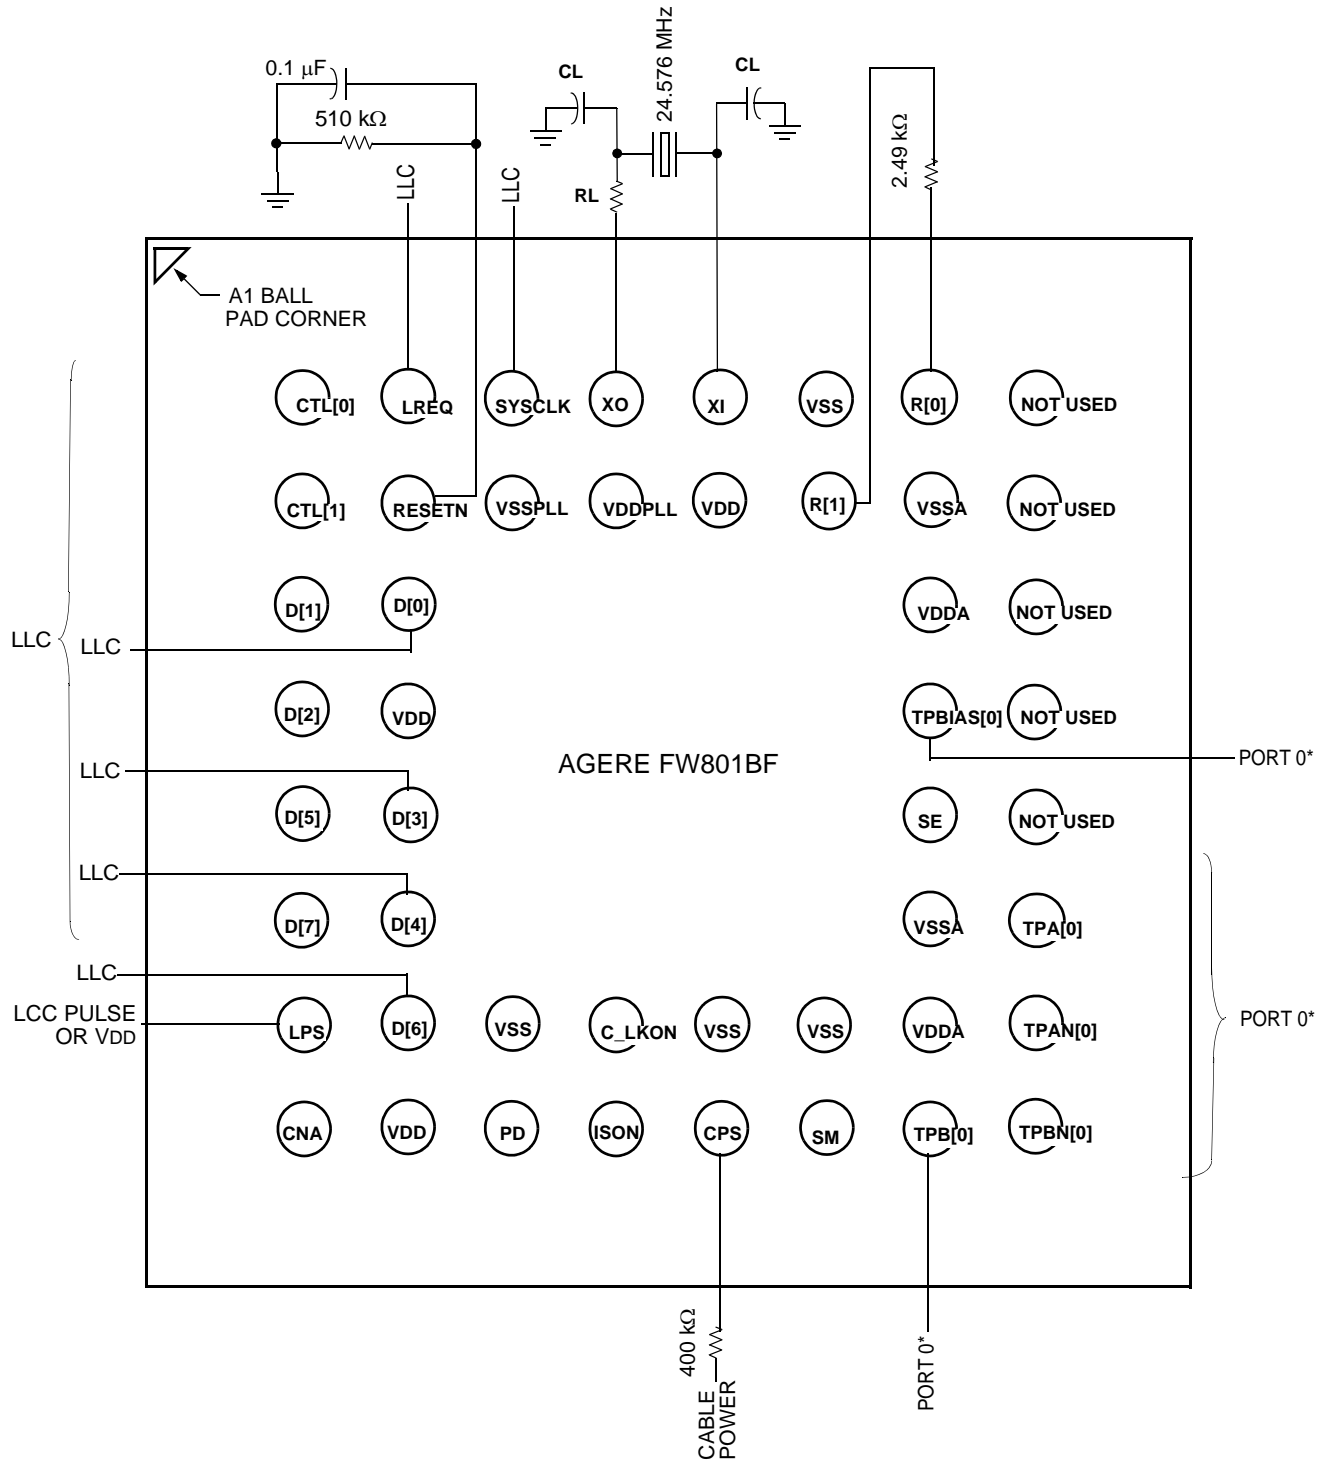 24.576 MHz
0.1 μF
CL
CL
510 kΩ
2.49 kΩ
LLC
LLC
RL
A1 BALL
PAD CORNER
CTL[0] LREQ SYSCLK XO XI VSS R[0] NOT USED
CTL[1] RESETN VSSPLL VDDPLL VDD R[1] VSSA NOT USED
D[1] D[0] VDDA NOT USED
LLC
LLC
D[2] VDD TPBIAS[0] NOT USED
PORT 0*
AGERE FW801BF
LLC
D[5] D[3] SE NOT USED
LLC
D[7] D[4] VSSA TPA[0]
LLC
LCC PULSE
OR VDD
LPS D[6] VSS C_LKON VSS VSS VDDA TPAN[0]
PORT 0*
CNA VDD PD ISON CPS SM TPB[0] TPBN[0]
400 kΩ
CABLE
POWER
PORT 0*